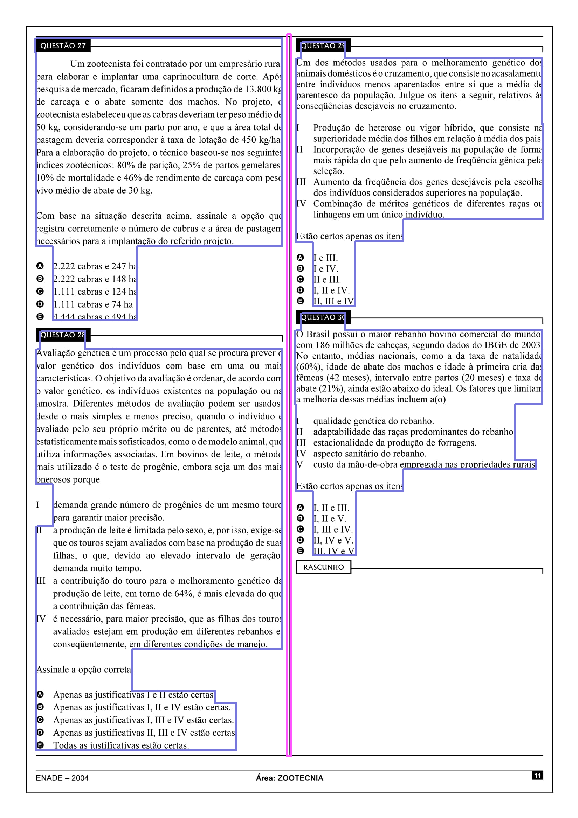 QUESTÃO 27
Um zootecnista foi contratado por um empresário rural
para elaborar e implantar uma caprinocultura de corte. Após
pesquisa de mercado, ficaram definidos a produção de 13.800 kg
de carcaça e o abate somente dos machos. No projeto, o
zootecnista estabeleceu que as cabras deveriam ter peso médio de
50 kg, considerando-se um parto por ano, e que a área total de
pastagem deveria corresponder à taxa de lotação de 450 kg/ha.
Para a elaboração do projeto, o técnico baseou-se nos seguintes
índices zootécnicos: 80% de parição, 25% de partos gemelares,
10% de mortalidade e 46% de rendimento de carcaça com peso
vivo médio de abate de 30 kg.
Com base na situação descrita acima, assinale a opção que
registra corretamente o número de cabras e a área de pastagem
necessários para a implantação do referido projeto.
A 2.222 cabras e 247 ha
B 2.222 cabras e 148 ha
C 1.111 cabras e 124 ha
D 1.111 cabras e 74 ha
E 4.444 cabras e 494 ha
QUESTÃO 28
Avaliação genética é um processo pelo qual se procura prever o
valor genético dos indivíduos com base em uma ou mais
características. O objetivo da avaliação é ordenar, de acordo com
o valor genético, os indivíduos existentes na população ou na
amostra. Diferentes métodos de avaliação podem ser usados,
desde o mais simples e menos preciso, quando o indivíduo é
avaliado pelo seu próprio mérito ou de parentes, até métodos
estatisticamente mais sofisticados, como o de modelo animal, que
utiliza informações associadas. Em bovinos de leite, o método
mais utilizado é o teste de progênie, embora seja um dos mais
onerosos porque
I demanda grande número de progênies de um mesmo touro
para garantir maior precisão.
II a produção de leite é limitada pelo sexo, e, por isso, exige-se
que os touros sejam avaliados com base na produção de suas
filhas, o que, devido ao elevado intervalo de geração,
demanda muito tempo.
III a contribuição do touro para o melhoramento genético da
produção de leite, em torno de 64%, é mais elevada do que
a contribuição das fêmeas.
IV é necessário, para maior precisão, que as filhas dos touros
avaliados estejam em produção em diferentes rebanhos e,
conseqüentemente, em diferentes condições de manejo.
Assinale a opção correta.
A Apenas as justificativas I e II estão certas.
B Apenas as justificativas I, II e IV estão certas.
C Apenas as justificativas I, III e IV estão certas.
D Apenas as justificativas II, III e IV estão certas.
E Todas as justificativas estão certas.
QUESTÃO 29
Um dos métodos usados para o melhoramento genético dos
animais domésticos é o cruzamento, que consiste no acasalamento
entre indivíduos menos aparentados entre si que a média de
parentesco da população. Julgue os itens a seguir, relativos às
conseqüências desejáveis no cruzamento.
I Produção de heterose ou vigor híbrido, que consiste na
superioridade média dos filhos em relação à média dos pais.
II Incorporação de genes desejáveis na população de forma
mais rápida do que pelo aumento de freqüência gênica pela
seleção.
III Aumento da freqüência dos genes desejáveis pela escolha
dos indivíduos considerados superiores na população.
IV Combinação de méritos genéticos de diferentes raças ou
linhagens em um único indivíduo.
Estão certos apenas os itens
A I e III.
B I e IV.
C II e III.
D I, II e IV.
E II, III e IV.
QUESTÃO 30
O Brasil possui o maior rebanho bovino comercial do mundo,
com 186 milhões de cabeças, segundo dados do IBGE de 2003.
No entanto, médias nacionais, como a da taxa de natalidade
(60%), idade de abate dos machos e idade à primeira cria das
fêmeas (42 meses), intervalo entre partos (20 meses) e taxa de
abate (21%), ainda estão abaixo do ideal. Os fatores que limitam
a melhoria dessas médias incluem a(o)
I qualidade genética do rebanho.
II adaptabilidade das raças predominantes do rebanho.
III estacionalidade da produção de forragens.
IV aspecto sanitário do rebanho.
V custo da mão-de-obra empregada nas propriedades rurais.
Estão certos apenas os itens
A I, II e III.
B I, II e V.
C I, III e IV.
D II, IV e V.
E III, IV e V.
RASCUNHO
ENADE – 2004
Área: ZOOTECNIA
11